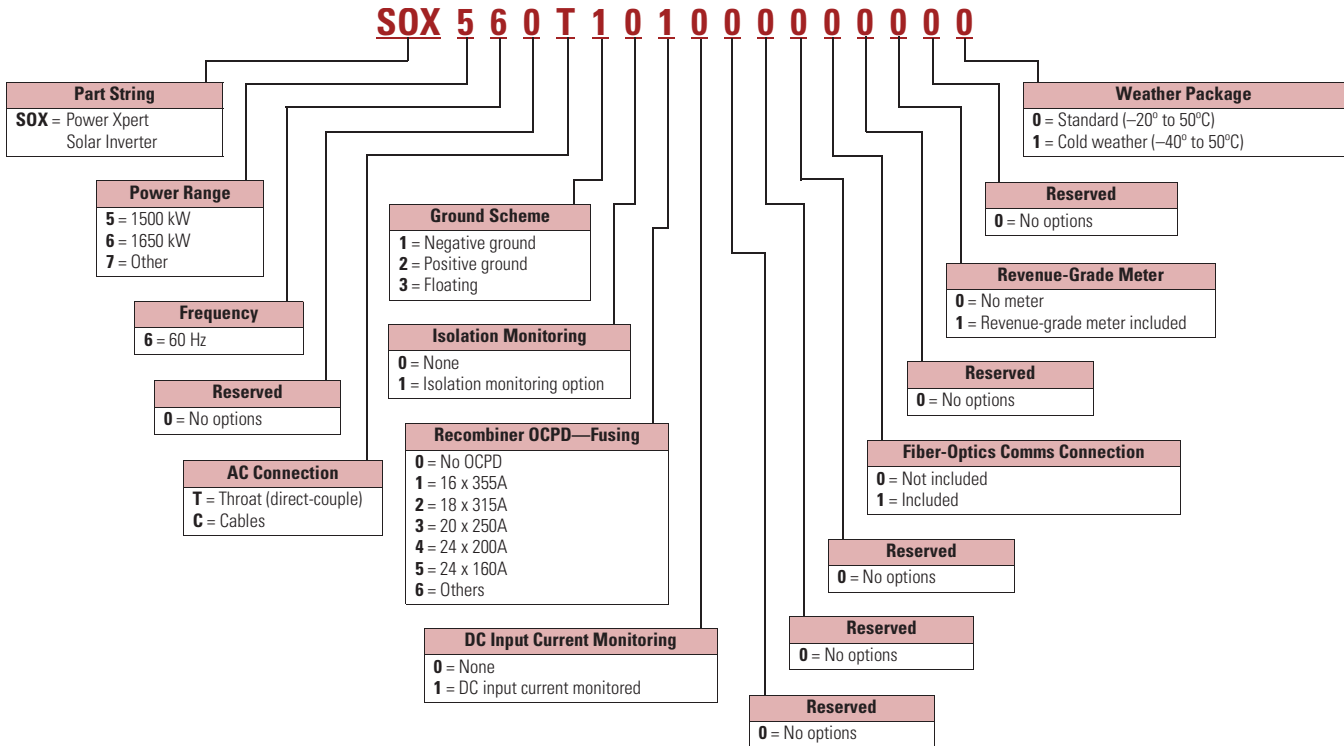 SOX 5 6 0 T 1 0 1 0 0 0 0 0 0 0 0 0
Part String
SOX = Power Xpert
Solar Inverter
Power Range
5 = 1500 kW
6 = 1650 kW
7 = Other
Frequency
6 = 60 Hz
Reserved
0 = No options
AC Connection
T = Throat (direct-couple)
C = Cables
Ground Scheme
1 = Negative ground
2 = Positive ground
3 = Floating
Isolation Monitoring
0 = None
1 = Isolation monitoring option
Recombiner OCPD—Fusing
0 = No OCPD
1 = 16 x 355A
2 = 18 x 315A
3 = 20 x 250A
4 = 24 x 200A
5 = 24 x 160A
6 = Others
DC Input Current Monitoring
0 = None
1 = DC input current monitored
Reserved
0 = No options
Reserved
0 = No options
Reserved
0 = No options
Fiber-Optics Comms Connection
0 = Not included
1 = Included
Reserved
0 = No options
Revenue-Grade Meter
0 = No meter
1 = Revenue-grade meter included
Reserved
0 = No options
Weather Package
0 = Standard (–20º to 50ºC)
1 = Cold weather (–40º to 50ºC)